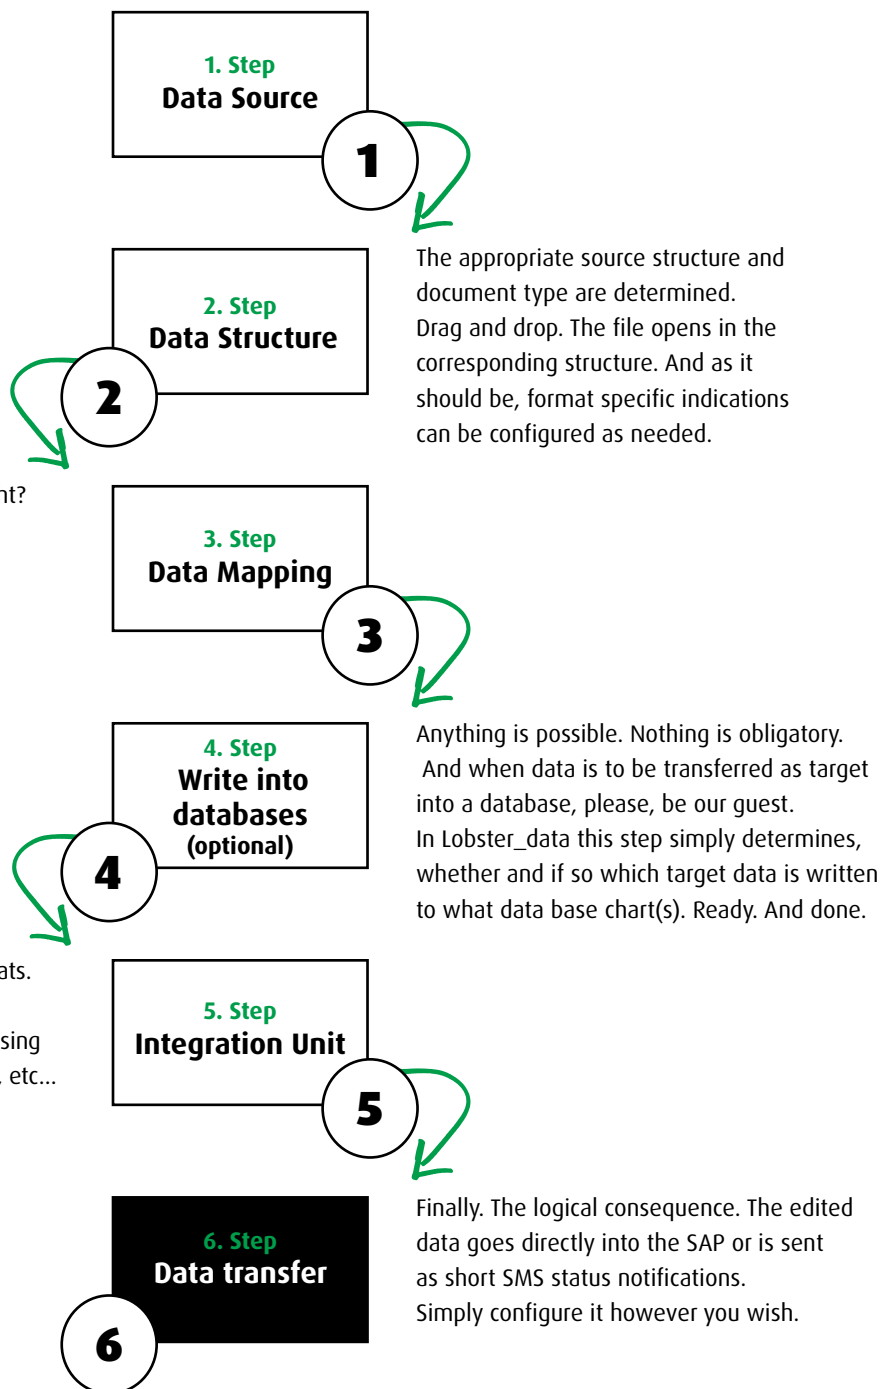 1. Step
Data Source
1
The appropriate source structure and
document type are determined.
Drag and drop. The file opens in the
corresponding structure. And as it
should be, format specific indications
can be configured as needed.
2. Step
Data Structure
2
3. Step
Data Mapping
3
Anything is possible. Nothing is obligatory.
And when data is to be transferred as target
into a database, please, be our guest.
In Lobster_data this step simply determines,
whether and if so which target data is written
to what data base chart(s). Ready. And done.
4. Step
Write into
databases
(optional)
4
etc...
5. Step
Integration Unit
5
Finally. The logical consequence. The edited
data goes directly into the SAP or is sent
as short SMS status notifications.
Simply configure it however you wish.
6. Step
Data transfer
6